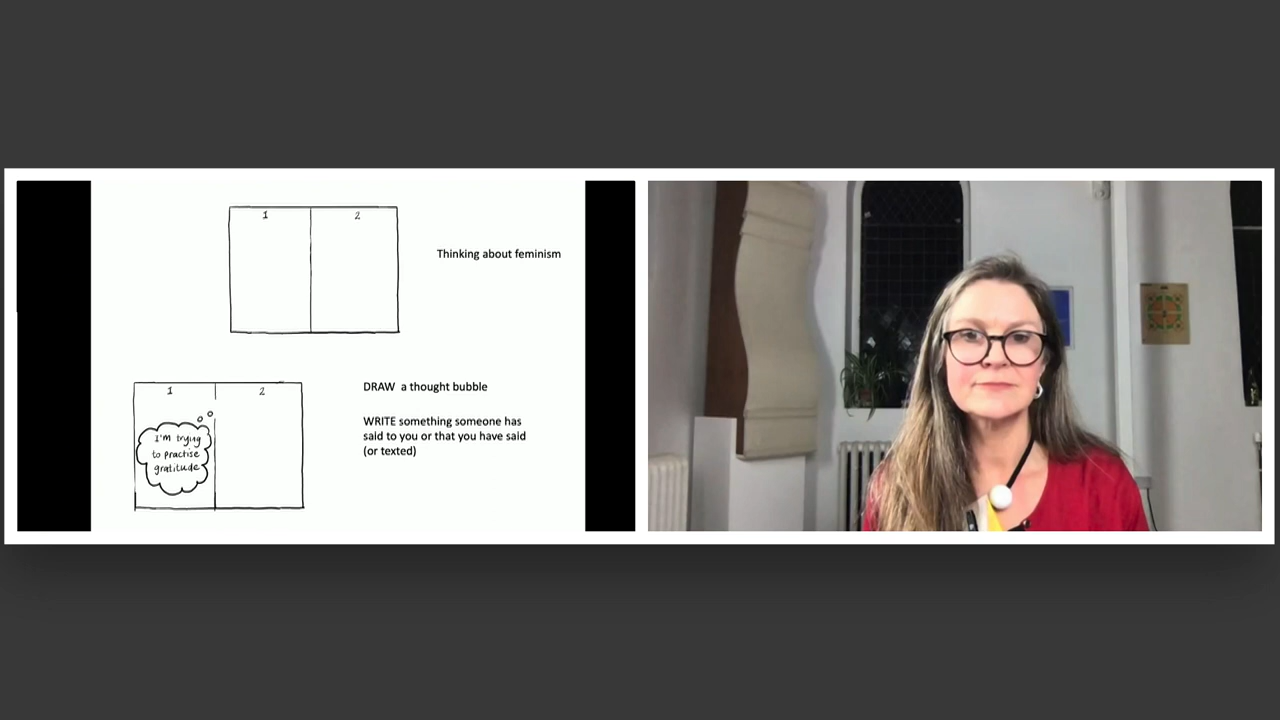 1 2
Thinking about feminism
1 2
I'm trying
to practise
gratitude
DRAW a thought bubble
WRITE something someone has
said to you or that you have said
(or texted)